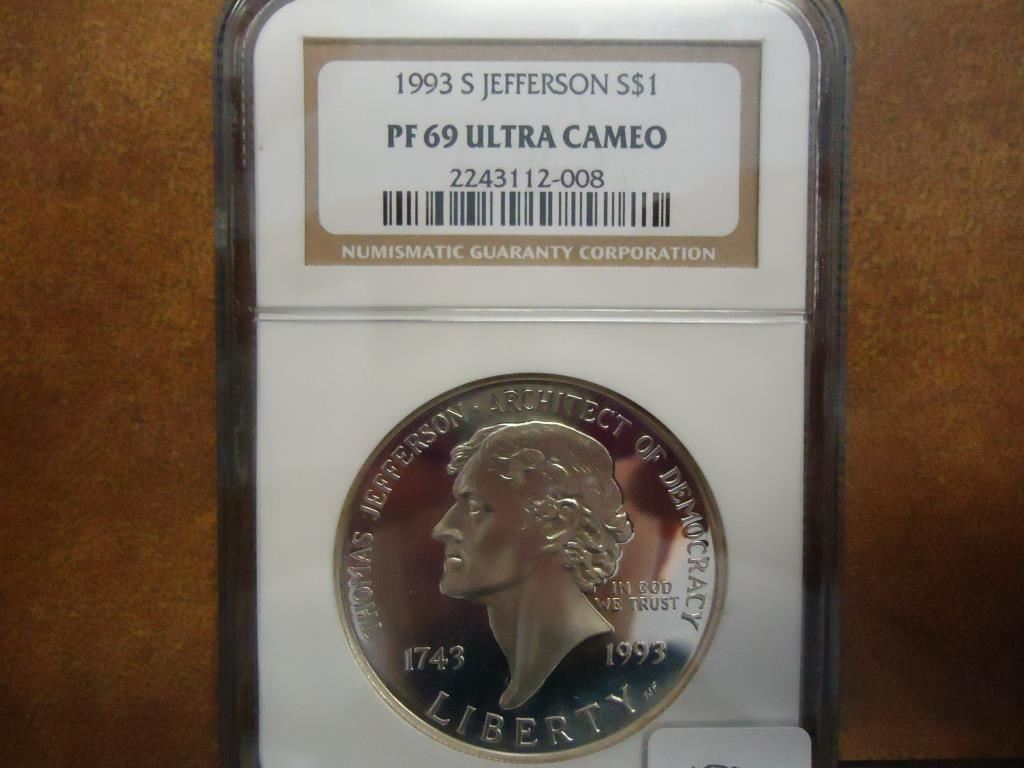 1993 S JEFFERSON S$1
PF 69 ULTRA CAMEO
2243112-008
NUMISMATIC GUARANTY CORPORATION
THOMAS JEFFERSON · ARCHITECT OF DEMOCRACY
IN GOD
WE TRUST
1743 1993
LIBERTY